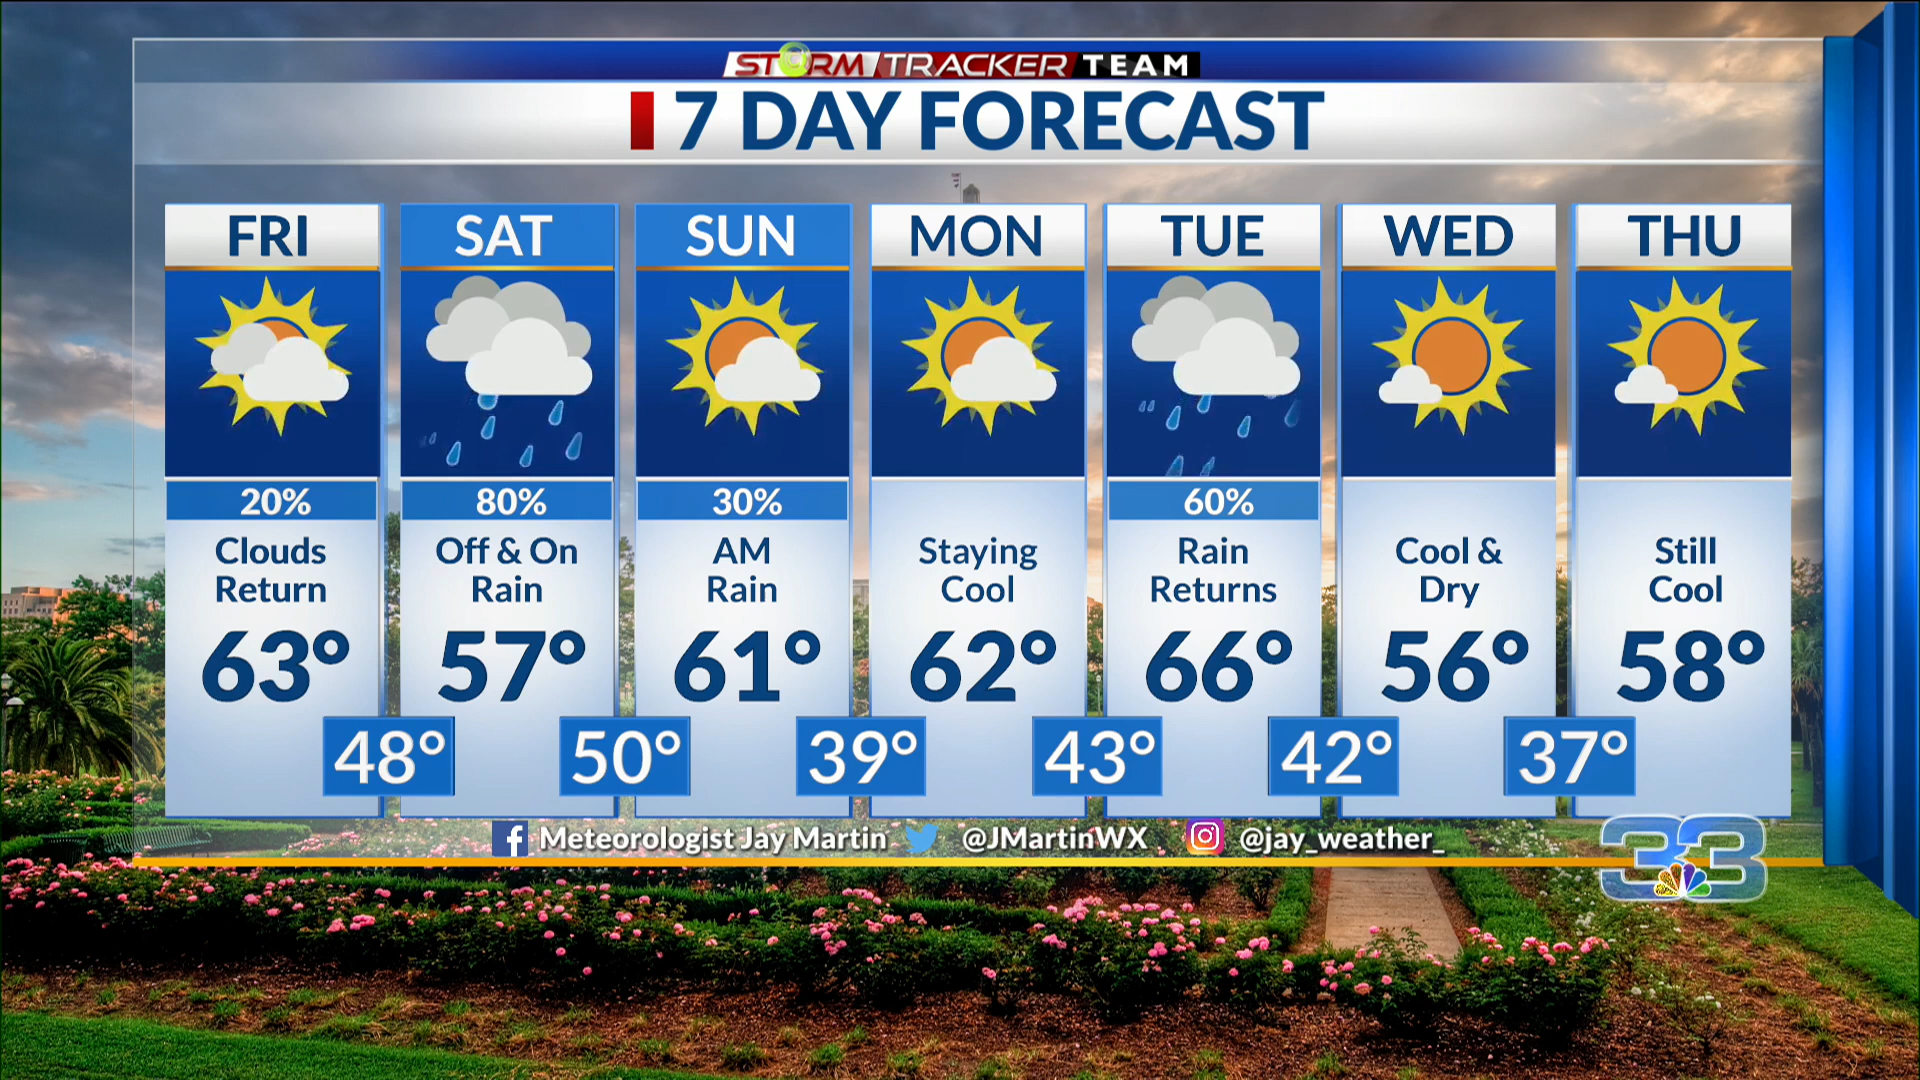 STORM TRACKER TEAM
7 DAY FORECAST
FRI
20%
Clouds
Return
63°
48°
SAT
80%
Off & On
Rain
57°
50°
SUN
30%
AM
Rain
61°
39°
MON
Staying
Cool
62°
43°
TUE
60%
Rain
Returns
66°
42°
WED
Cool &
Dry
56°
37°
THU
Still
Cool
58°
Meteorologist Jay Martin @JMartinWX @jay_weather_
33